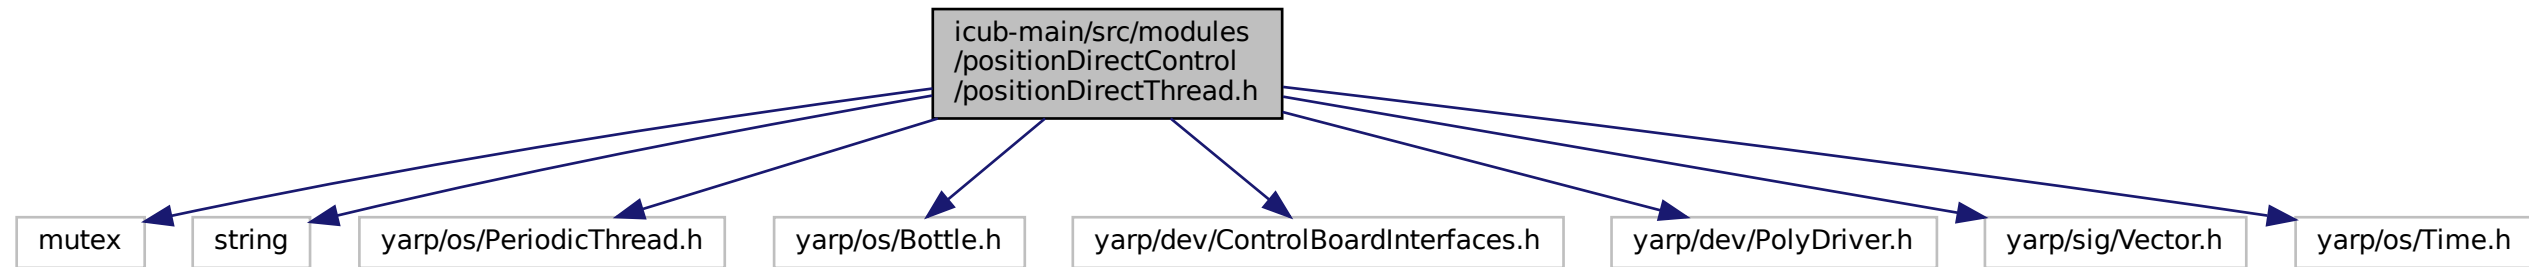 icub-main/src/modules
/positionDirectControl
/positionDirectThread.h
mutex
string
yarp/os/PeriodicThread.h
yarp/os/Bottle.h
yarp/dev/ControlBoardInterfaces.h
yarp/dev/PolyDriver.h
yarp/sig/Vector.h
yarp/os/Time.h